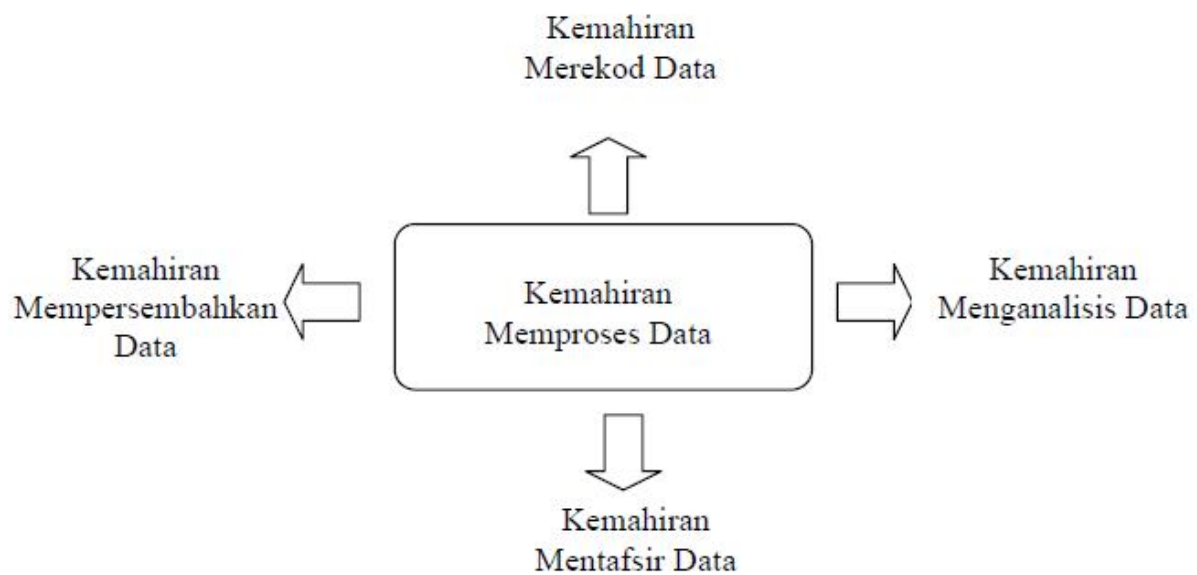 Kemahiran
Merekod Data
Kemahiran
Mempersembahkan
Data
Kemahiran
Memproses Data
Kemahiran
Menganalisis Data
Kemahiran
Mentafsir Data